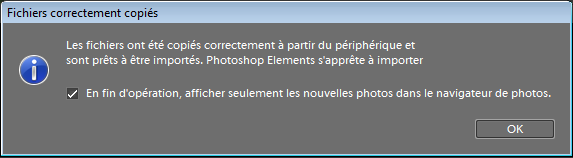 Fichiers correctement copiés
Les fichiers ont été copiés correctement à partir du périphérique et
sont prêts à être importés. Photoshop Elements s'apprête à importer
En fin d'opération, afficher seulement les nouvelles photos dans le navigateur de photos.
OK